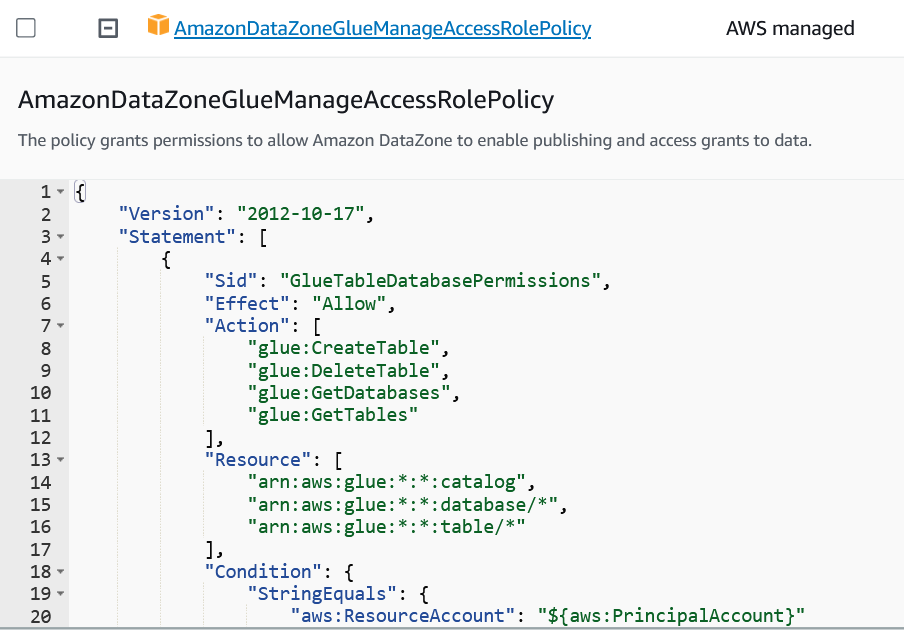 AmazonDataZoneGlueManageAccessRolePolicy AWS managed
AmazonDataZoneGlueManageAccessRolePolicy
The policy grants permissions to allow Amazon DataZone to enable publishing and access grants to data.
1 {
2 "Version": "2012-10-17",
3 "Statement": [
4 {
5 "Sid": "GlueTableDatabasePermissions",
6 "Effect": "Allow",
7 "Action": [
8 "glue:CreateTable",
9 "glue:DeleteTable",
10 "glue:GetDatabases",
11 "glue:GetTables"
12 ],
13 "Resource": [
14 "arn:aws:glue:*:*:catalog",
15 "arn:aws:glue:*:*:database/*",
16 "arn:aws:glue:*:*:table/*"
17 ],
18 "Condition": {
19 "StringEquals": {
20 "aws:ResourceAccount": "${aws:PrincipalAccount}"